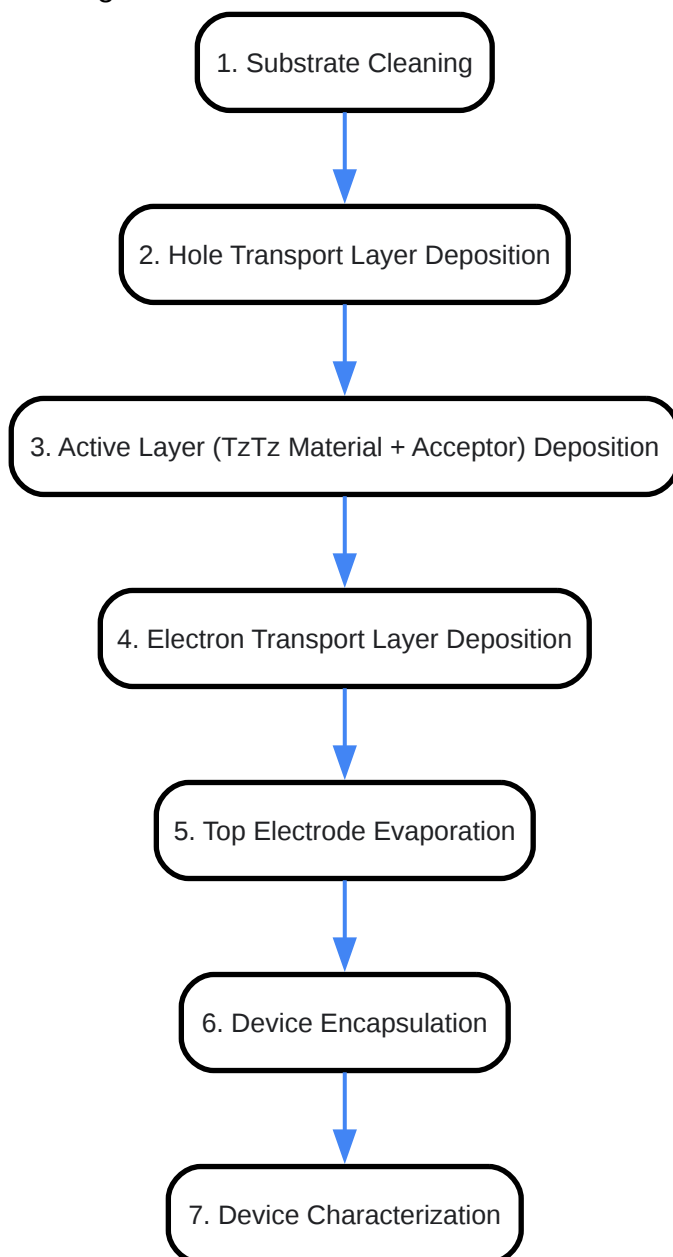 1. Substrate Cleaning
2. Hole Transport Layer Deposition
3. Active Layer (TzTz Material + Acceptor) Deposition
4. Electron Transport Layer Deposition
5. Top Electrode Evaporation
6. Device Encapsulation
7. Device Characterization